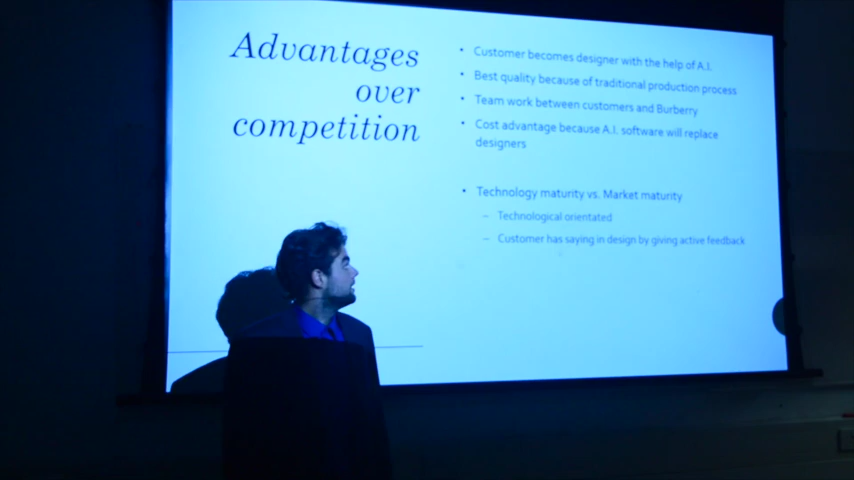 Advantages
over
competition
• Customer becomes designer with the help of A.I.
• Best quality because of traditional production process
• Team work between customers and Burberry
• Cost advantage because A.I. software will replace
designers
• Technology maturity vs. Market maturity
– Technological orientated
– Customer has saying in design by giving active feedback